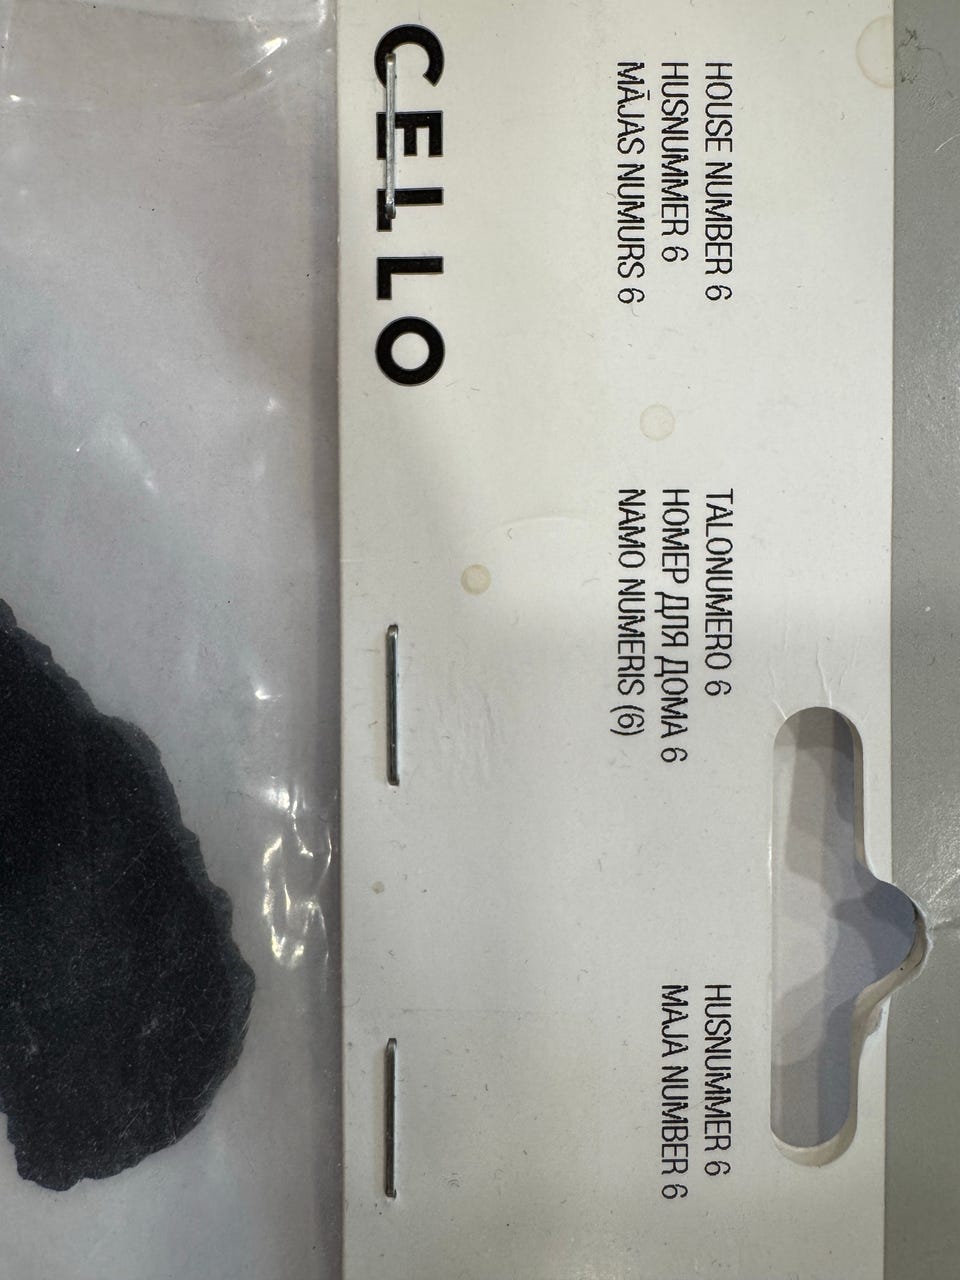 HOUSE NUMBER 6
HUSNUMMER 6
MĀJAS NUMURS 6
TALONUMERO 6
НОМЕР ДЛЯ ДОМА 6
NAMO NUMERIS (6)
HUSNUMMER 6
MAJA NUMBER 6
CELLO